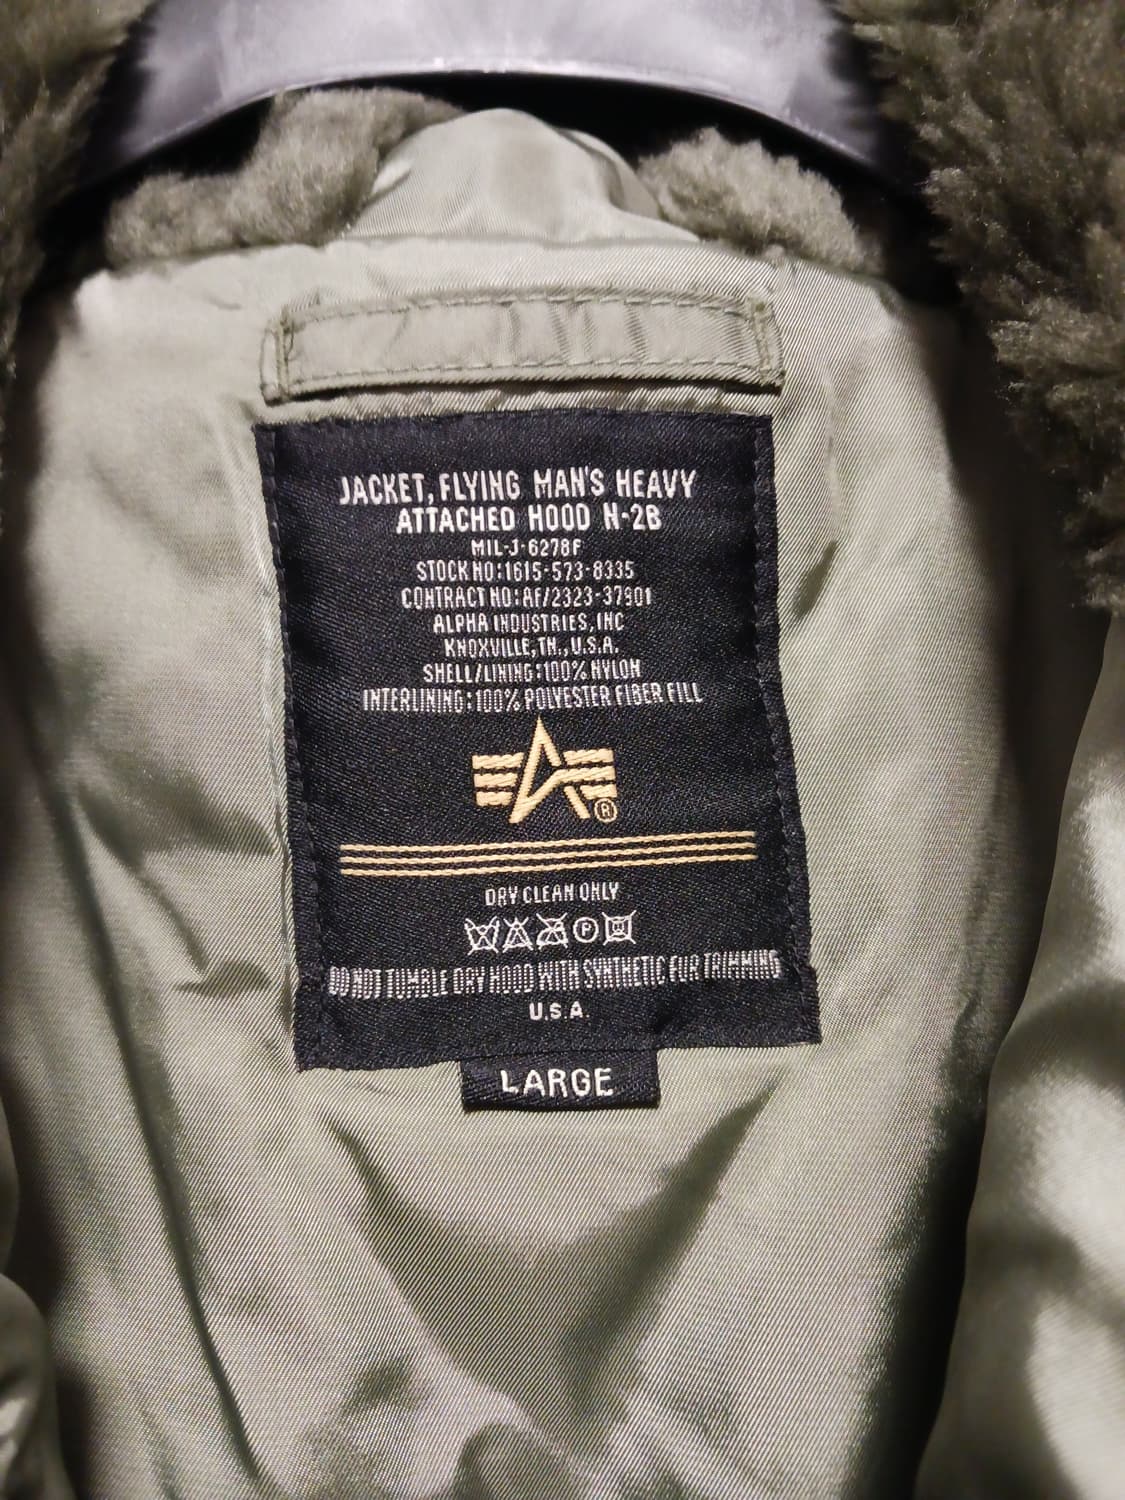 JACKET, FLYING MAN'S HEAVY
ATTACHED HOOD N-2B
MIL-J-6278F
STOCK NO:1615-573-8335
CONTRACT NO:AF/2323-37901
ALPHA INDUSTRIES, INC
KNOXVILLE, TN., U.S.A.
SHELL/LINING:100% NYLON
INTERLINING:100% POLYESTER FIBER FILL
®
DRY CLEAN ONLY
P
DO NOT TUMBLE DRY HOOD WITH SYNTHETIC FUR TRIMMING
U.S.A.
LARGE